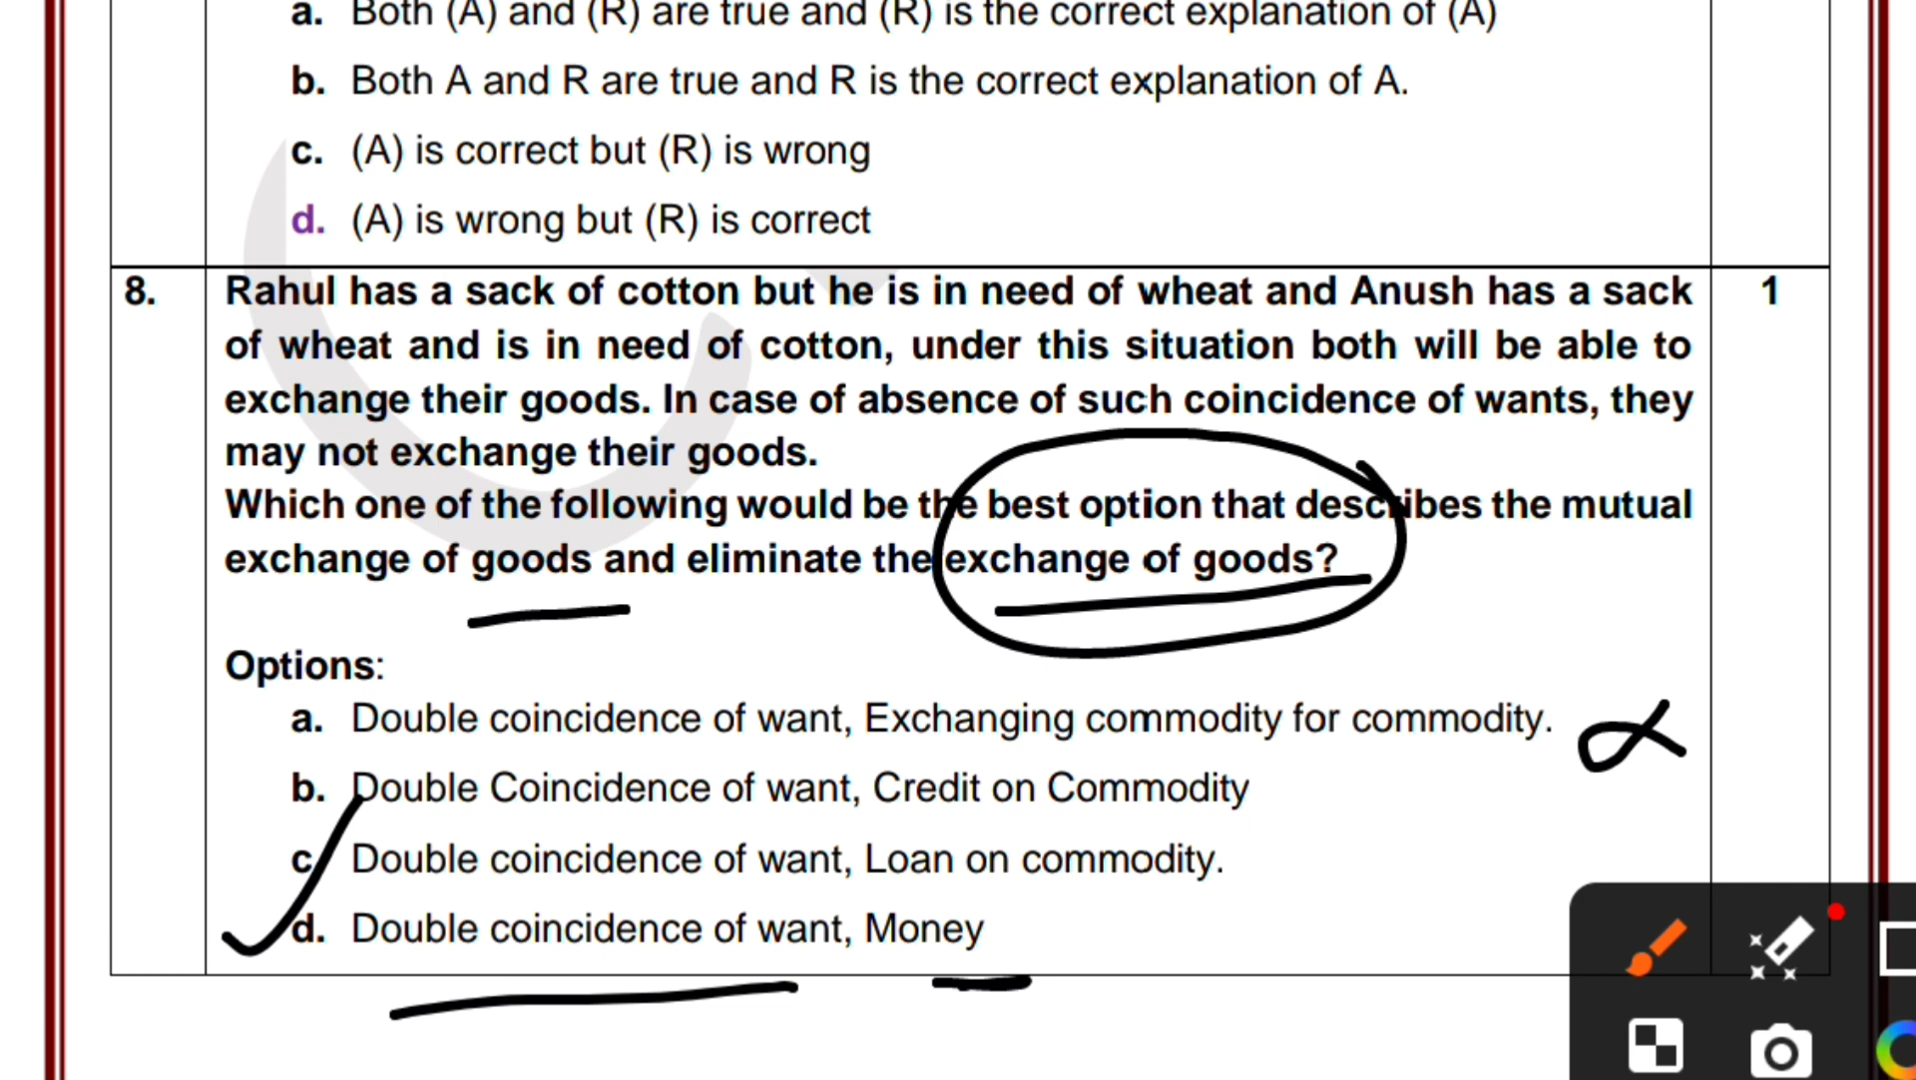 a. Both (A) and (R) are true and (R) is the correct explanation of (A)
b. Both A and R are true and R is the correct explanation of A.
c. (A) is correct but (R) is wrong
d. (A) is wrong but (R) is correct
8. Rahul has a sack of cotton but he is in need of wheat and Anush has a sack 1
of wheat and is in need of cotton, under this situation both will be able to
exchange their goods. In case of absence of such coincidence of wants, they
may not exchange their goods.
Which one of the following would be the best option that describes the mutual
exchange of goods and eliminate the exchange of goods?
Options:
a. Double coincidence of want, Exchanging commodity for commodity.
b. Double Coincidence of want, Credit on Commodity
c. Double coincidence of want, Loan on commodity.
d. Double coincidence of want, Money